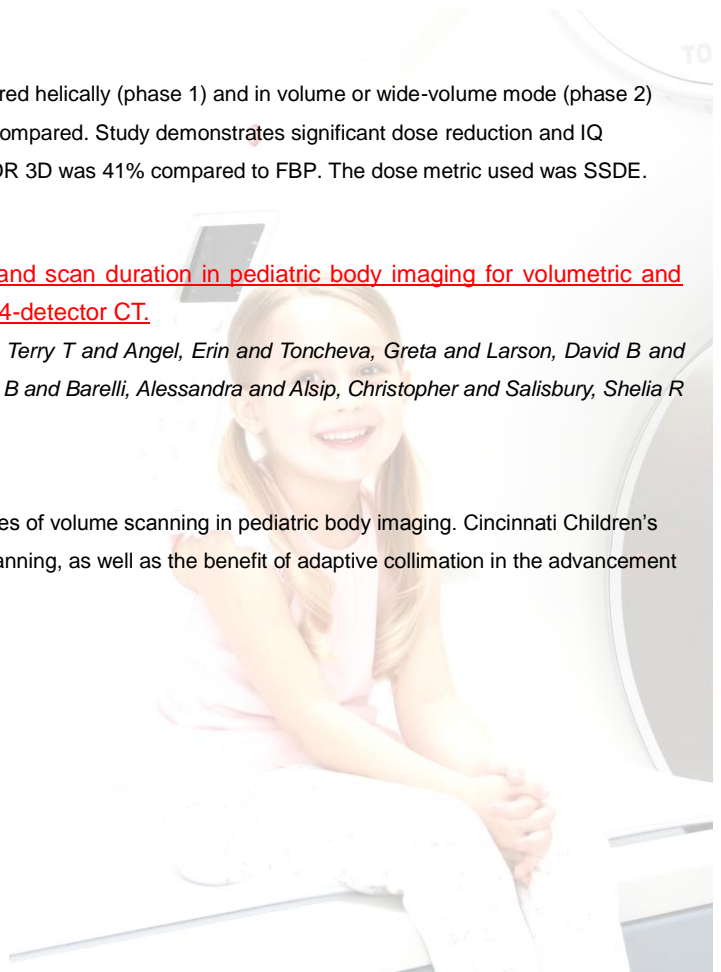 TO
red helically (phase 1) and in volume or wide-volume mode (phase 2)
ompared. Study demonstrates significant dose reduction and IQ
OR 3D was 41% compared to FBP. The dose metric used was SSDE.
and scan duration in pediatric body imaging for volumetric and
4-detector CT.
Terry T and Angel, Erin and Toncheva, Greta and Larson, David B and
B and Barelli, Alessandra and Alsip, Christopher and Salisbury, Shelia R
es of volume scanning in pediatric body imaging. Cincinnati Children's
anning, as well as the benefit of adaptive collimation in the advancement